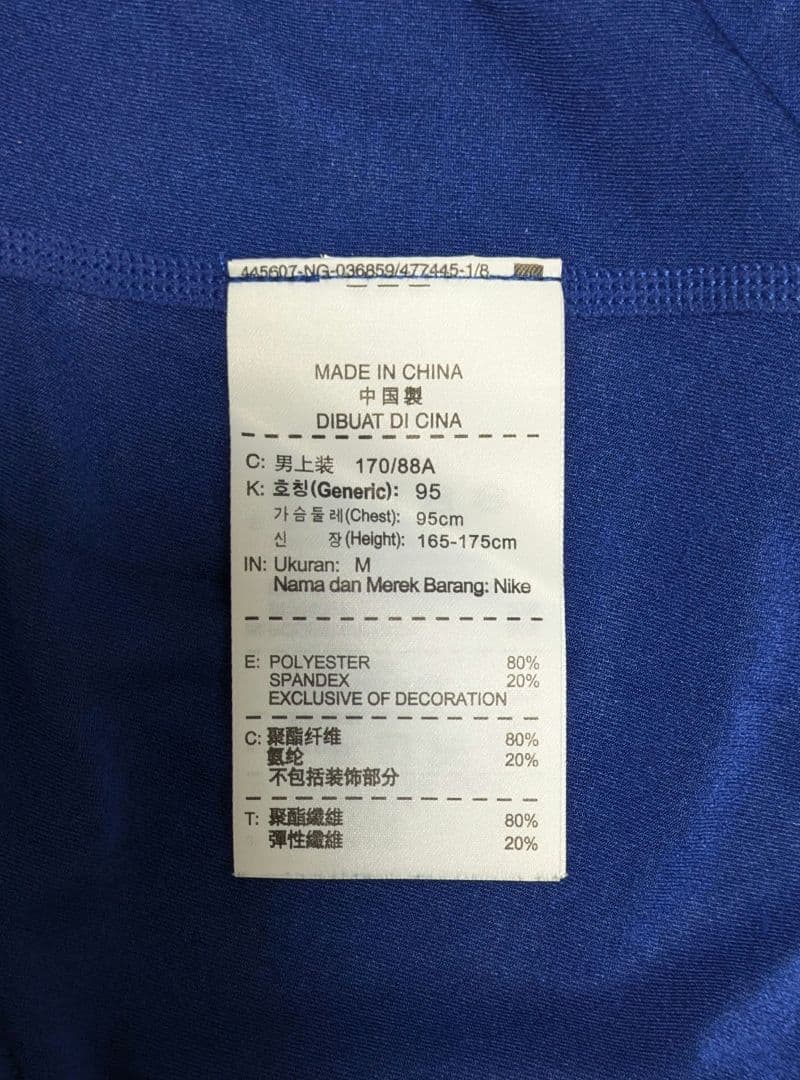 445607-NG-036859/477445-1/8
MADE IN CHINA
中国製
DIBUAT DI CINA
C: 男上装 170/88A
K: 호칭(Generic): 95
가슴둘레(Chest): 95cm
신 장(Height): 165-175cm
IN: Ukuran: M
Nama dan Merek Barang: Nike
E: POLYESTER 80%
SPANDEX 20%
EXCLUSIVE OF DECORATION
C: 聚酯纤维 80%
氨纶 20%
不包括装饰部分
T: 聚酯纖維 80%
彈性纖維 20%